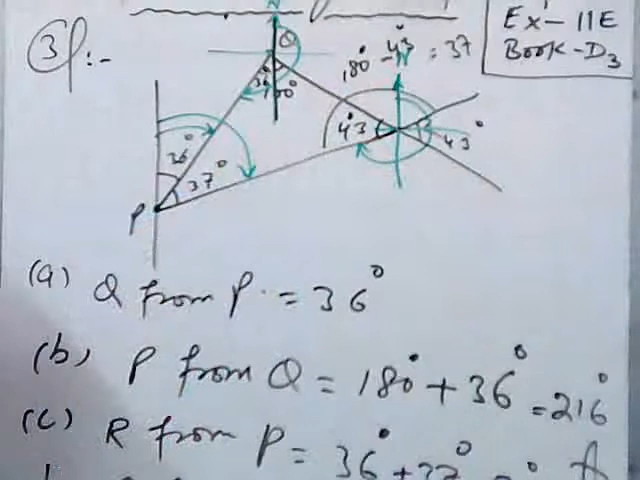 Ex - 11E
Book - D3
3):-
N
Q
180° - 43° = 37
36°
100°
43°
43°
36°
37°
P
(a) Q from P = 36°
(b) P from Q = 180° + 36° = 216°
(c) R from P = 36° + 37°